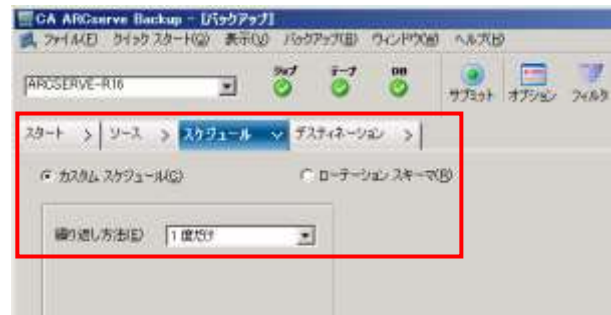 CA ARCserve Backup - [バックアップ]
ファイル(F) クイック スタート(Q) 表示(V) バックアップ(B) ウィンドウ(W) ヘルプ(H)
ARCSERVE-R16 ジョブ テープ DB サブミット オプション フィルタ
スタート > ソース > スケジュール デスティネーション >
カスタム スケジュール(C) ローテーション スキーマ(R)
繰り返し方法(E) 1 度だけ